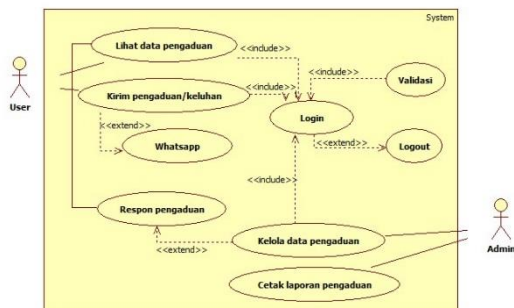 System
Lihat data pengaduan
<<include>>
<<include>>
Validasi
User
Kirim pengaduan/keluhan
<<include>>
Login
<<extend>>
<<extend>>
Whatsapp
Logout
<<include>>
Respon pengaduan
Kelola data pengaduan
Admin
<<extend>>
Cetak laporan pengaduan